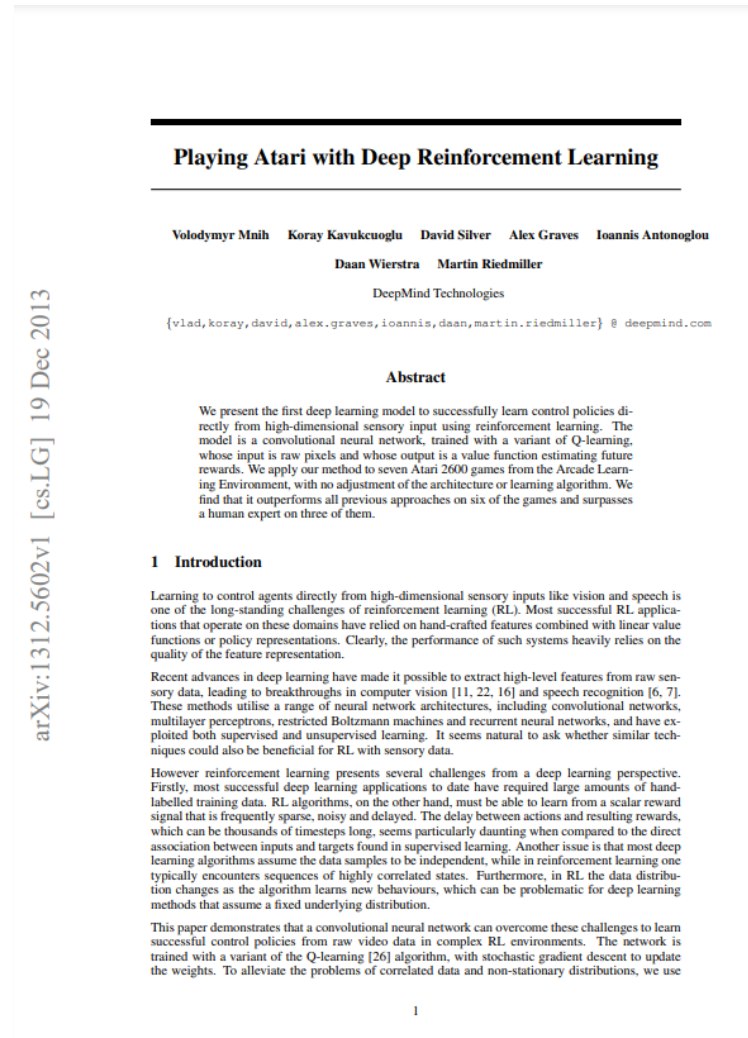 Playing Atari with Deep Reinforcement Learning
Volodymyr Mnih Koray Kavukcuoglu David Silver Alex Graves Ioannis Antonoglou
Daan Wierstra Martin Riedmiller
DeepMind Technologies
{vlad,koray,david,alex.graves,ioannis,daan,martin.riedmiller} @ deepmind.com
arXiv:1312.5602v1 [cs.LG] 19 Dec 2013
Abstract
We present the first deep learning model to successfully learn control policies di-
rectly from high-dimensional sensory input using reinforcement learning. The
model is a convolutional neural network, trained with a variant of Q-learning,
whose input is raw pixels and whose output is a value function estimating future
rewards. We apply our method to seven Atari 2600 games from the Arcade Learn-
ing Environment, with no adjustment of the architecture or learning algorithm. We
find that it outperforms all previous approaches on six of the games and surpasses
a human expert on three of them.
1 Introduction
Learning to control agents directly from high-dimensional sensory inputs like vision and speech is
one of the long-standing challenges of reinforcement learning (RL). Most successful RL applica-
tions that operate on these domains have relied on hand-crafted features combined with linear value
functions or policy representations. Clearly, the performance of such systems heavily relies on the
quality of the feature representation.
Recent advances in deep learning have made it possible to extract high-level features from raw sen-
sory data, leading to breakthroughs in computer vision [11, 22, 16] and speech recognition [6, 7].
These methods utilise a range of neural network architectures, including convolutional networks,
multilayer perceptrons, restricted Boltzmann machines and recurrent neural networks, and have ex-
ploited both supervised and unsupervised learning. It seems natural to ask whether similar tech-
niques could also be beneficial for RL with sensory data.
However reinforcement learning presents several challenges from a deep learning perspective.
Firstly, most successful deep learning applications to date have required large amounts of hand-
labelled training data. RL algorithms, on the other hand, must be able to learn from a scalar reward
signal that is frequently sparse, noisy and delayed. The delay between actions and resulting rewards,
which can be thousands of timesteps long, seems particularly daunting when compared to the direct
association between inputs and targets found in supervised learning. Another issue is that most deep
learning algorithms assume the data samples to be independent, while in reinforcement learning one
typically encounters sequences of highly correlated states. Furthermore, in RL the data distribu-
tion changes as the algorithm learns new behaviours, which can be problematic for deep learning
methods that assume a fixed underlying distribution.
This paper demonstrates that a convolutional neural network can overcome these challenges to learn
successful control policies from raw video data in complex RL environments. The network is
trained with a variant of the Q-learning [26] algorithm, with stochastic gradient descent to update
the weights. To alleviate the problems of correlated data and non-stationary distributions, we use
1